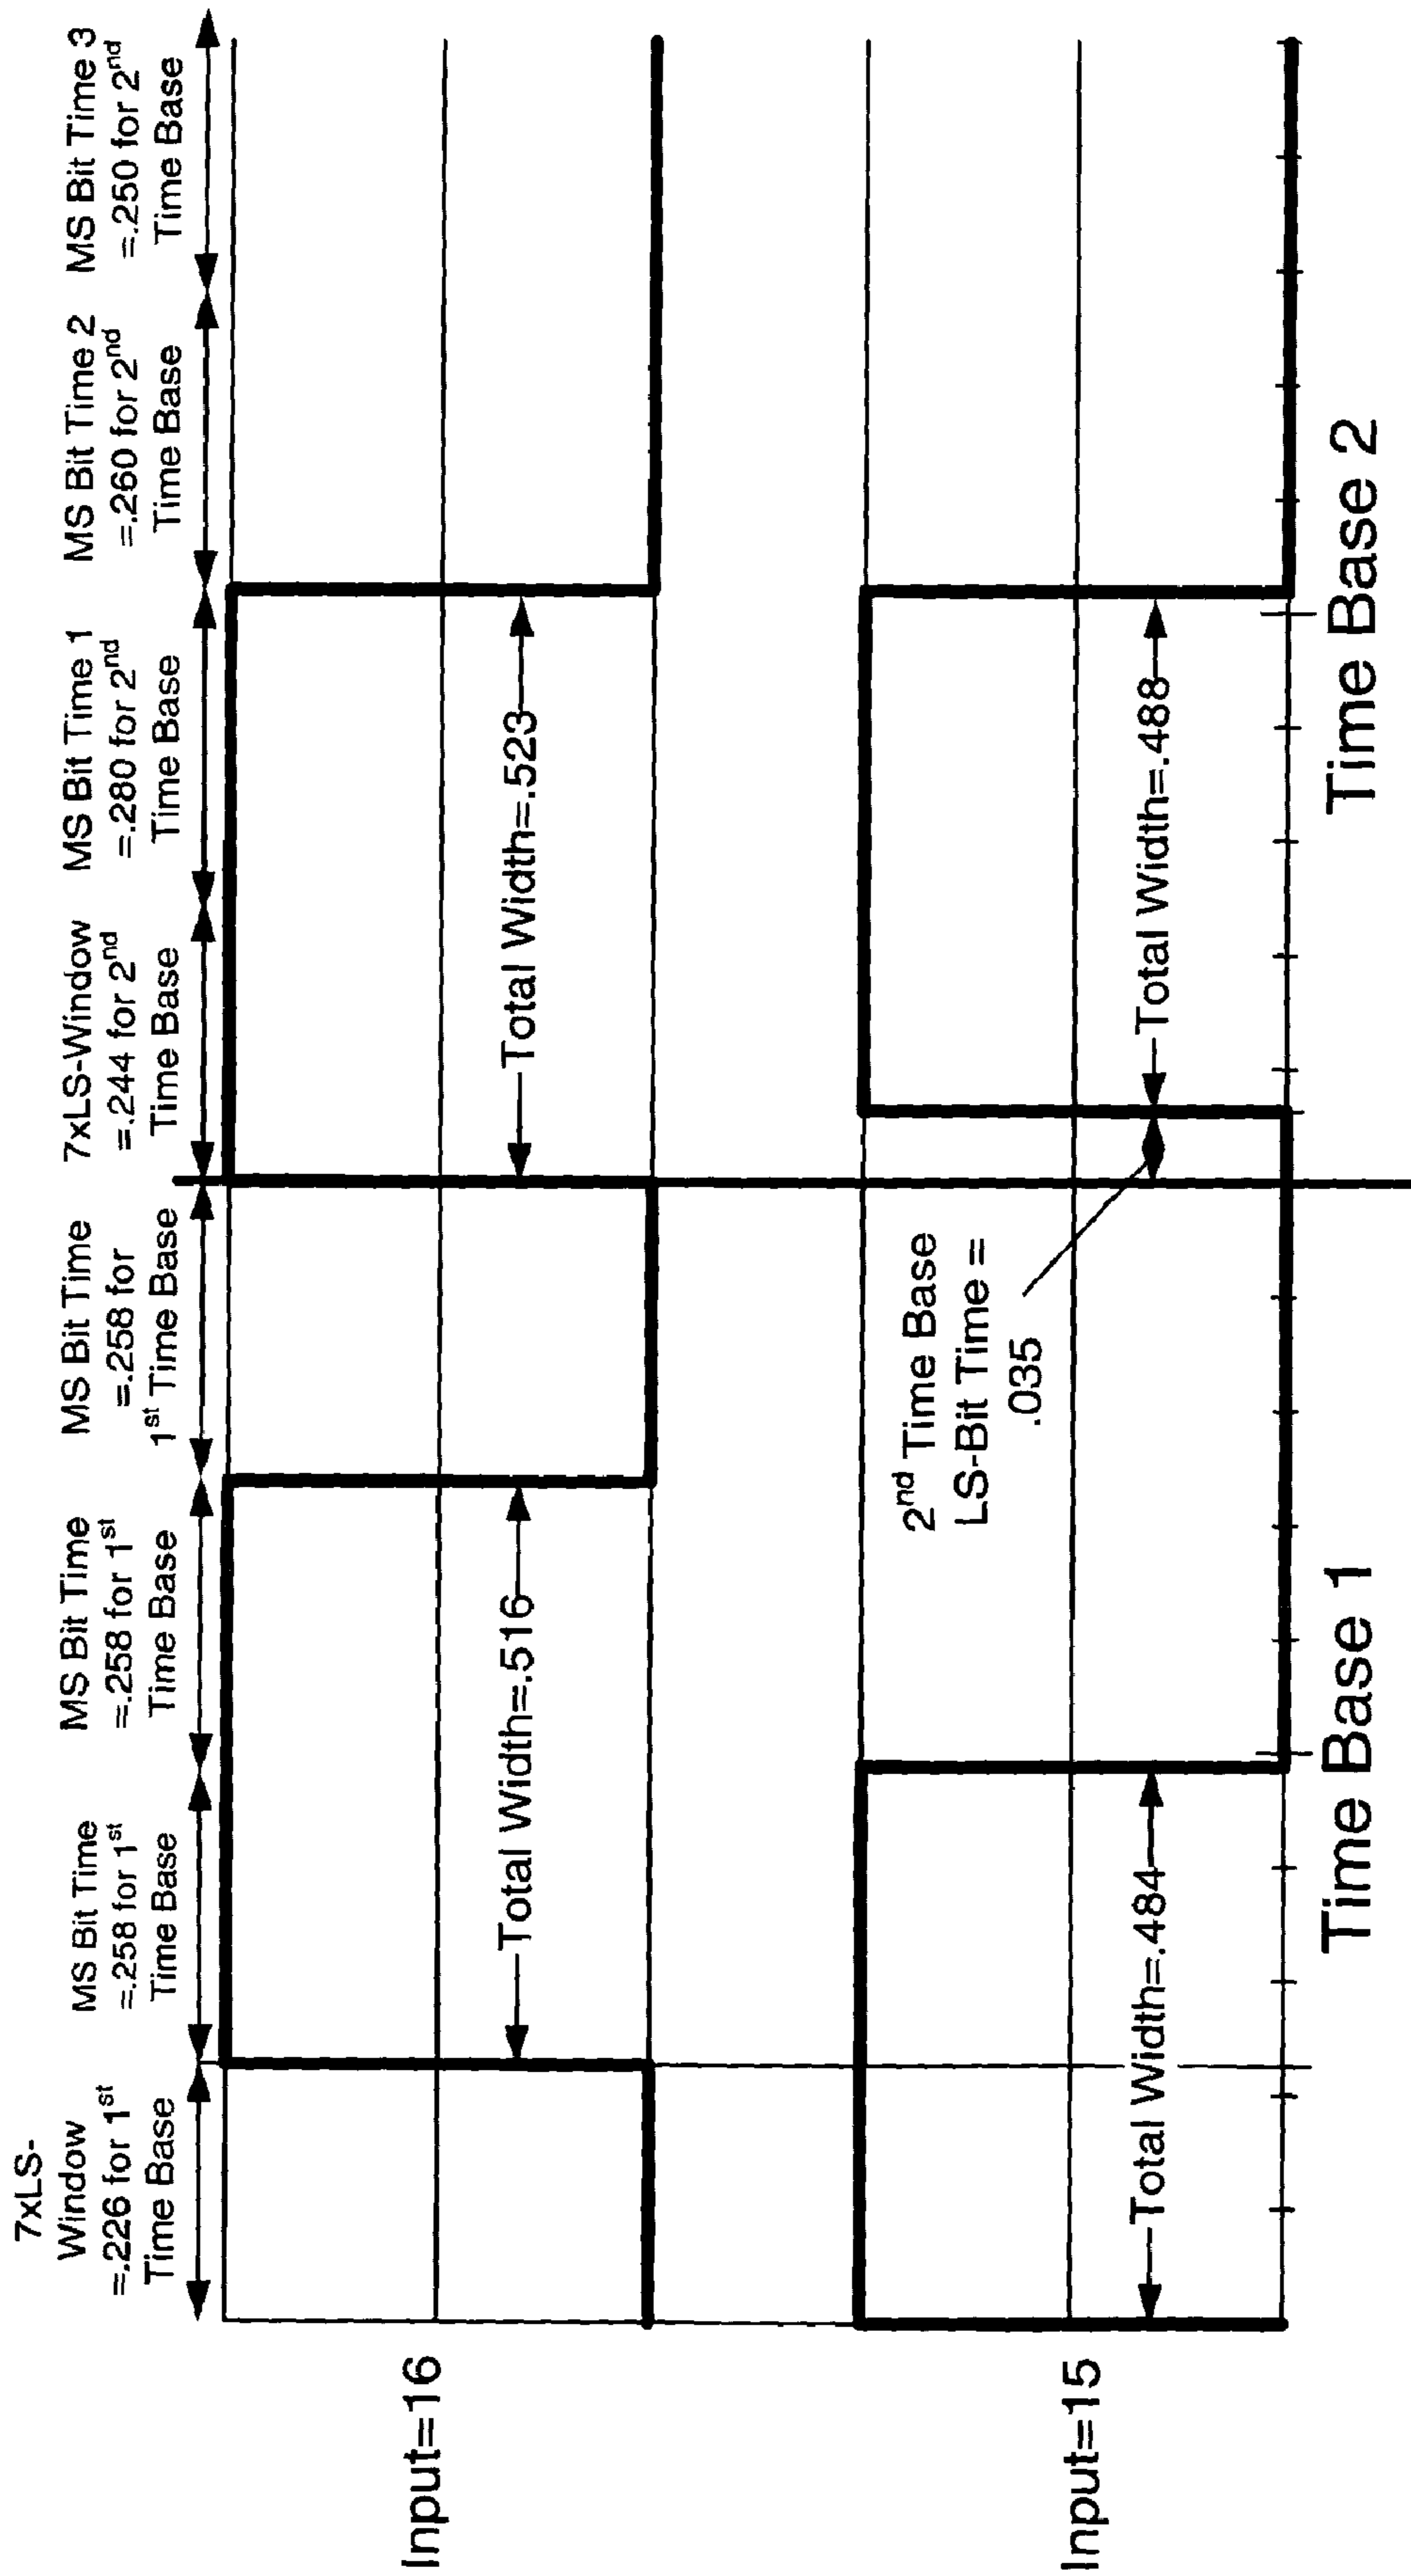 7xLS-
Window
=.226 for 1st
Time Base
MS Bit Time
=.258 for 1st
Time Base
MS Bit Time
=.258 for 1st
Time Base
MS Bit Time
=.258 for
1st Time Base
7xLS-Window
=.244 for 2nd
Time Base
MS Bit Time 1
=.280 for 2nd
Time Base
MS Bit Time 2
=.260 for 2nd
Time Base
MS Bit Time 3
=.250 for 2nd
Time Base
Input=16
Total Width=.516
Total Width=.523
2nd Time Base
LS-Bit Time =
.035
Input=15
Total Width=.484
Total Width=.488
Time Base 1
Time Base 2